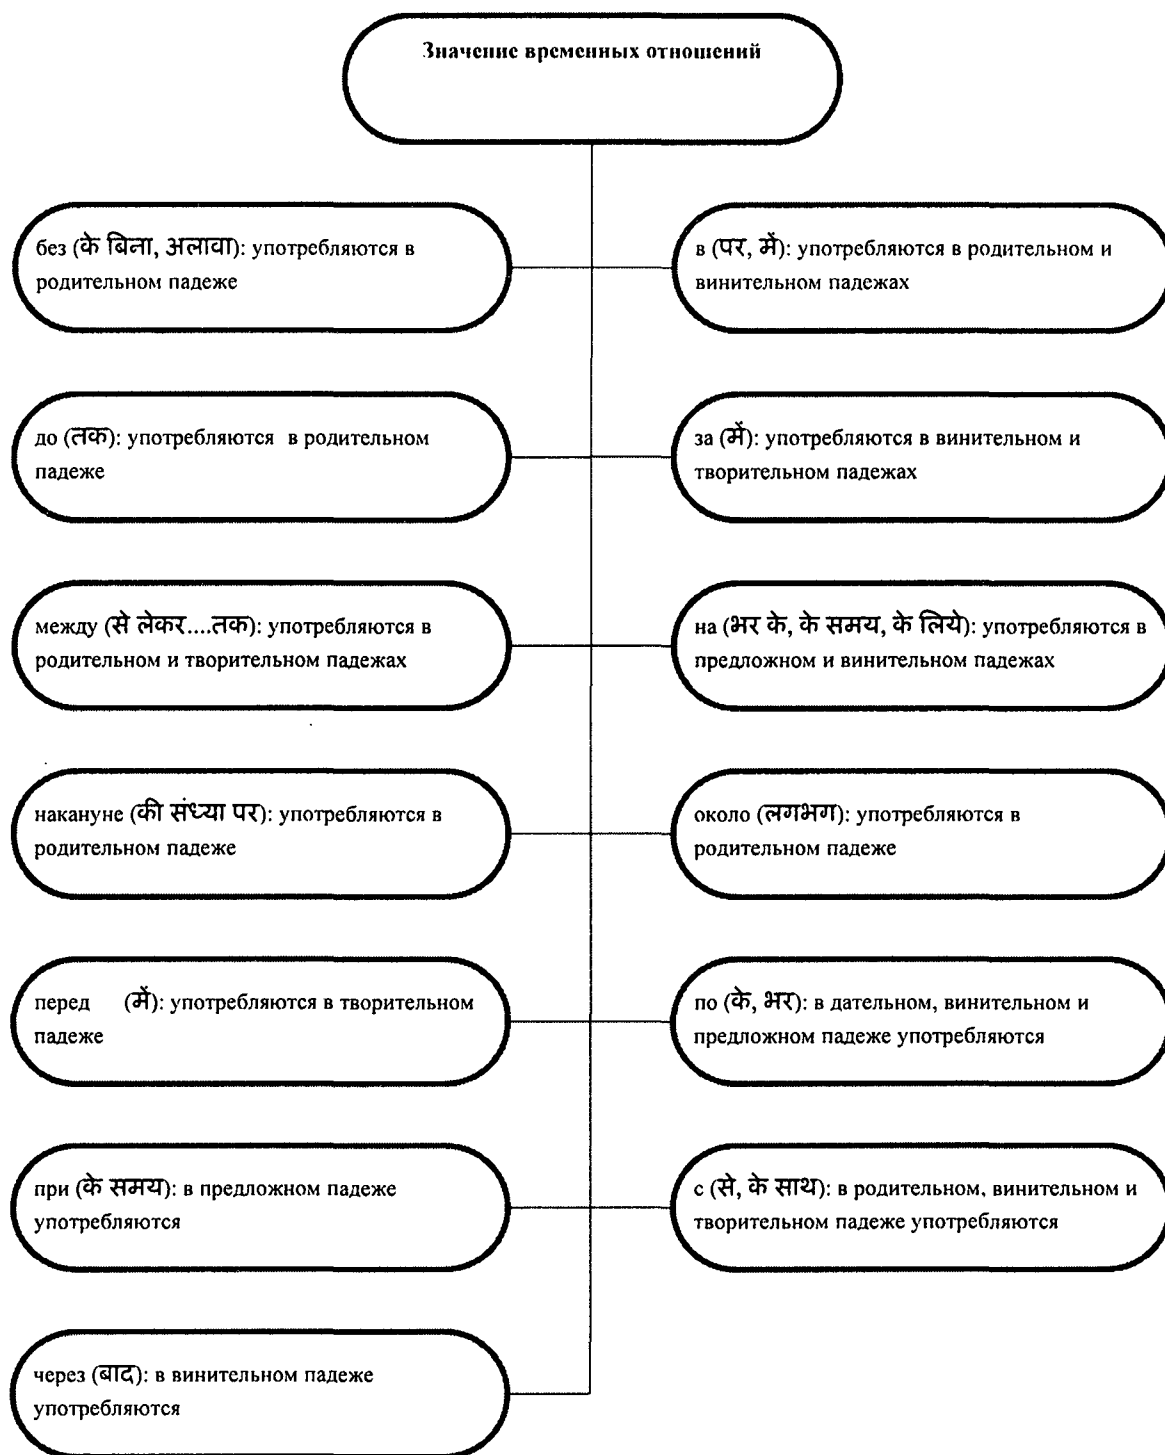 Значение временных отношений
без (के बिना, अलावा): употребляются в
родительном падеже
в (पर, में): употребляются в родительном и
винительном падежах
до (तक): употребляются в родительном
падеже
за (में): употребляются в винительном и
творительном падежах
между (से लेकर....तक): употребляются в
родительном и творительном падежах
на (भर के, के समय, के लिये): употребляются в
предложном и винительном падежах
накануне (की संध्या पर): употребляются в
родительном падеже
около (लगभग): употребляются в
родительном падеже
перед (में): употребляются в творительном
падеже
по (के, भर): в дательном, винительном и
предложном падеже употребляются
при (के समय): в предложном падеже
употребляются
с (से, के साथ): в родительном, винительном и
творительном падеже употребляются
через (बाद): в винительном падеже
употребляются